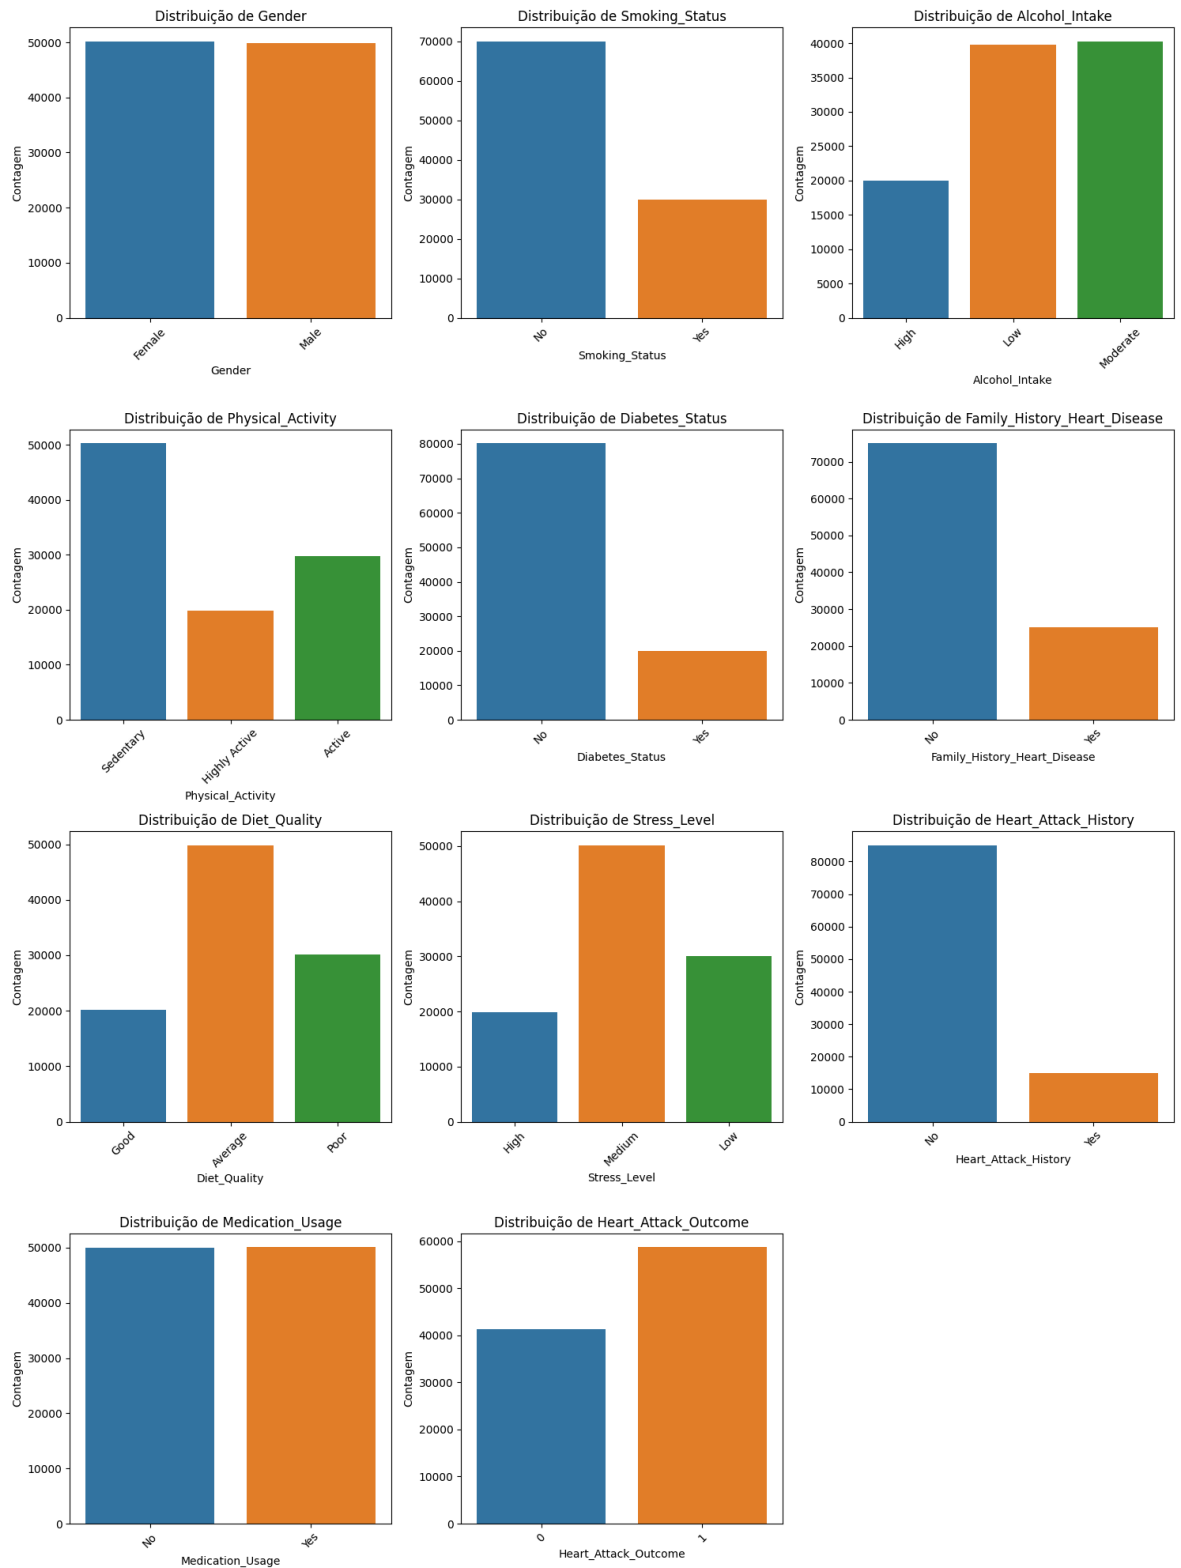 Distribuição de Gender
Contagem
50000
40000
30000
20000
10000
0
Female
Male
Gender
Distribuição de Smoking_Status
Contagem
70000
60000
50000
40000
30000
20000
10000
0
No
Yes
Smoking_Status
Distribuição de Alcohol_Intake
Contagem
40000
35000
30000
25000
20000
15000
10000
5000
0
High
Low
Moderate
Alcohol_Intake
Distribuição de Physical_Activity
Contagem
50000
40000
30000
20000
10000
0
Sedentary
Highly Active
Active
Physical_Activity
Distribuição de Diabetes_Status
Contagem
80000
70000
60000
50000
40000
30000
20000
10000
0
No
Yes
Diabetes_Status
Distribuição de Family_History_Heart_Disease
Contagem
70000
60000
50000
40000
30000
20000
10000
0
No
Yes
Family_History_Heart_Disease
Distribuição de Diet_Quality
Contagem
50000
40000
30000
20000
10000
0
Good
Average
Poor
Diet_Quality
Distribuição de Stress_Level
Contagem
50000
40000
30000
20000
10000
0
High
Medium
Low
Stress_Level
Distribuição de Heart_Attack_History
Contagem
80000
70000
60000
50000
40000
30000
20000
10000
0
No
Yes
Heart_Attack_History
Distribuição de Medication_Usage
Contagem
50000
40000
30000
20000
10000
0
No
Yes
Medication_Usage
Distribuição de Heart_Attack_Outcome
Contagem
60000
50000
40000
30000
20000
10000
0
0
1
Heart_Attack_Outcome